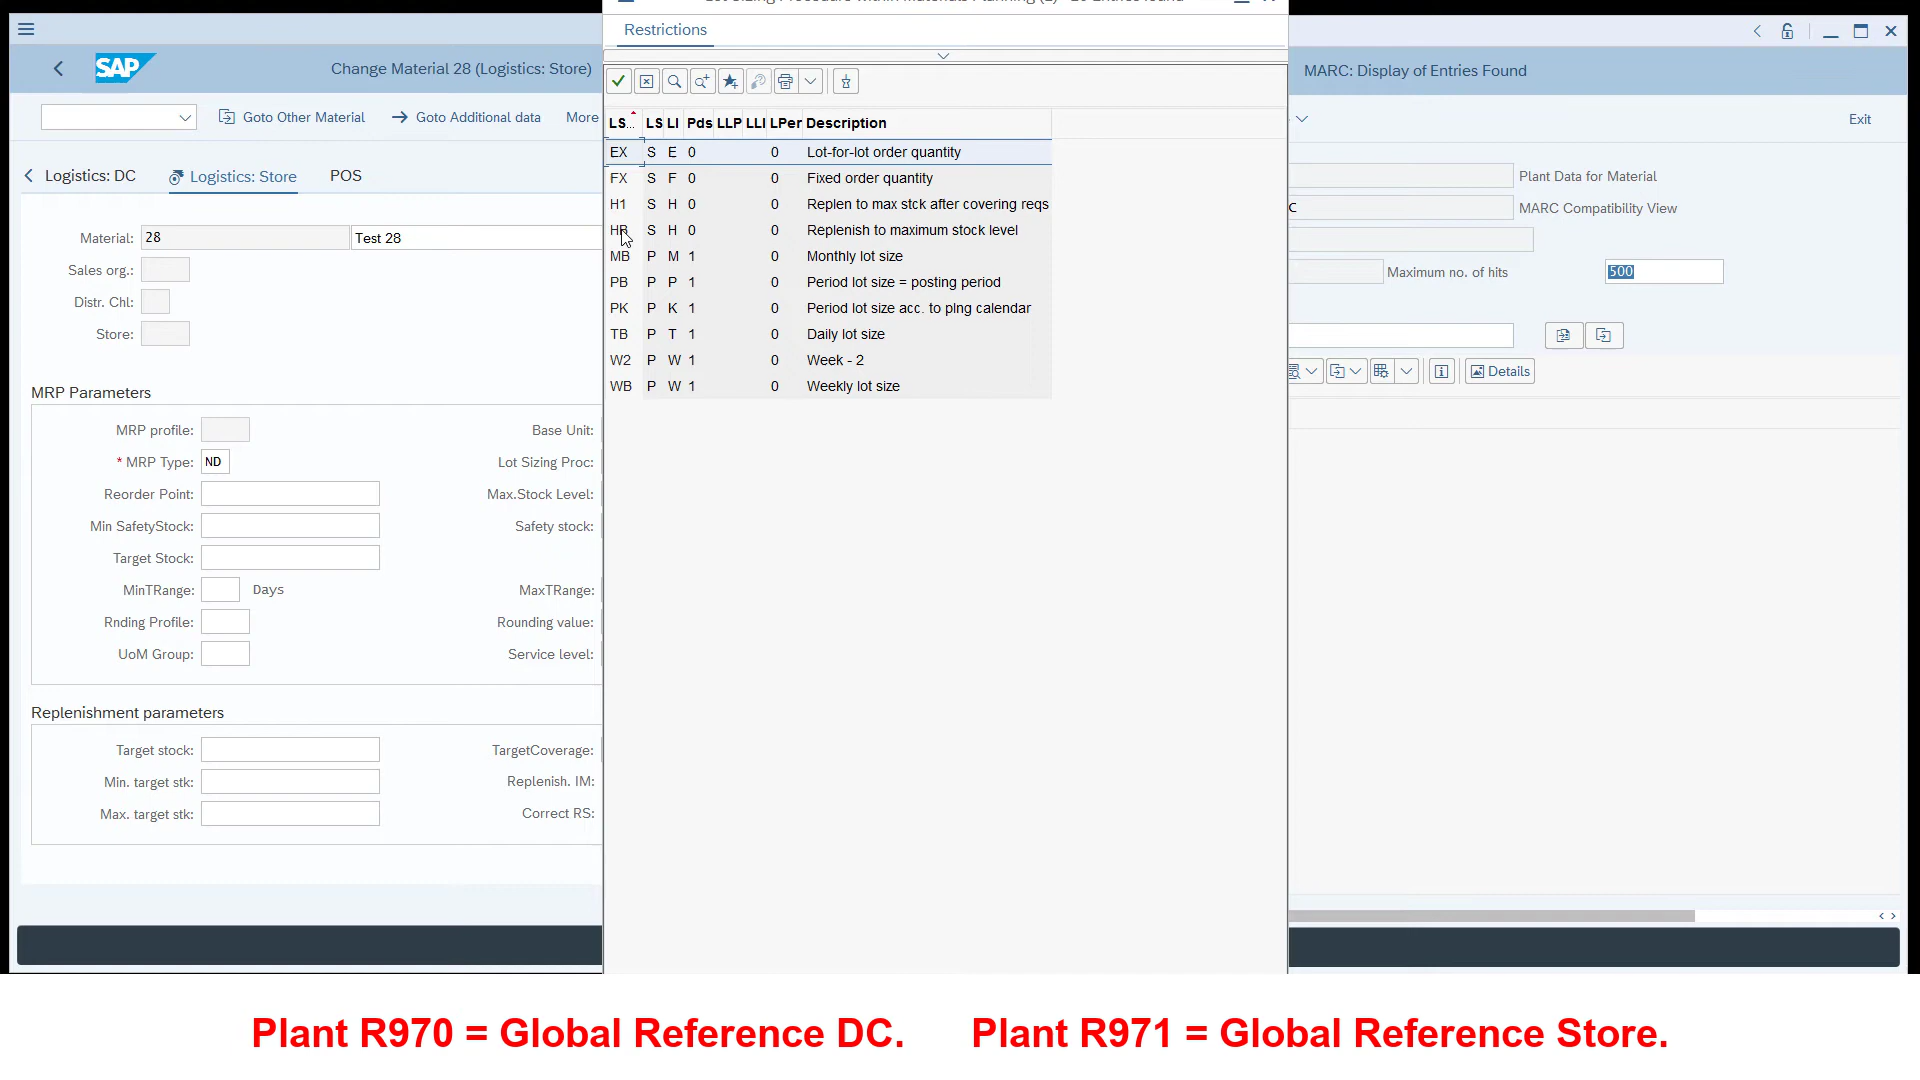 Restrictions
SAP
Change Material 28 (Logistics: Store)
MARC: Display of Entries Found
Goto Other Material
Goto Additional data
More
Exit
Logistics: DC
Logistics: Store
POS
Material: 28
Test 28
Sales org.:
Distr. Chl:
Store:
MRP Parameters
MRP profile:
Base Unit:
* MRP Type: ND
Lot Sizing Proc:
Reorder Point:
Max.Stock Level:
Min SafetyStock:
Safety stock:
Target Stock:
MinTRange:
Days
MaxTRange:
Rnding Profile:
Rounding value:
UoM Group:
Service level:
Replenishment parameters
Target stock:
TargetCoverage:
Min. target stk:
Replenish. IM:
Max. target stk:
Correct RS:
LS... LS LI Pds LLP LLI LPer Description
EX S E 0 0 Lot-for-lot order quantity
FX S F 0 0 Fixed order quantity
H1 S H 0 0 Replen to max stck after covering reqs
HB S H 0 0 Replenish to maximum stock level
MB P M 1 0 Monthly lot size
PB P P 1 0 Period lot size = posting period
PK P K 1 0 Period lot size acc. to plng calendar
TB P T 1 0 Daily lot size
W2 P W 1 0 Week - 2
WB P W 1 0 Weekly lot size
Plant Data for Material
C
MARC Compatibility View
Maximum no. of hits
500
Details
Plant R970 = Global Reference DC.
Plant R971 = Global Reference Store.